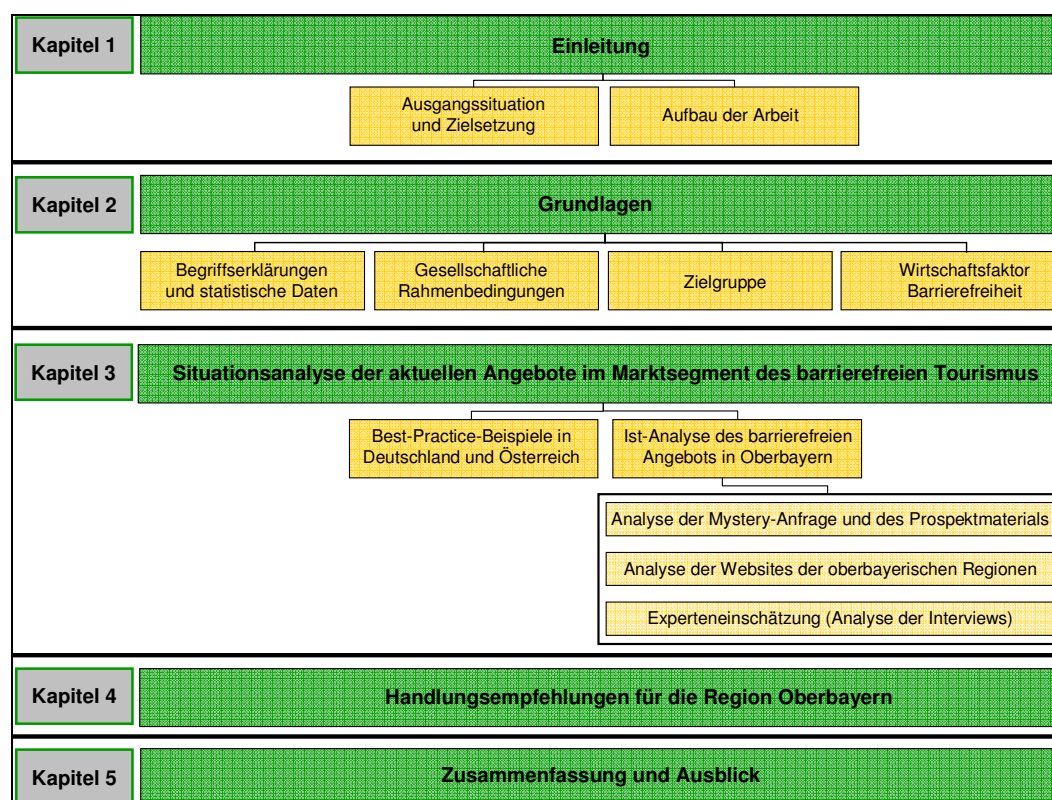 Kapitel 1
Einleitung
Ausgangssituation
und Zielsetzung
Aufbau der Arbeit
Kapitel 2
Grundlagen
Begriffserklärungen
und statistische Daten
Gesellschaftliche
Rahmenbedingungen
Zielgruppe
Wirtschaftsfaktor
Barrierefreiheit
Kapitel 3
Situationsanalyse der aktuellen Angebote im Marktsegment des barrierefreien Tourismus
Best-Practice-Beispiele in
Deutschland und Österreich
Ist-Analyse des barrierefreien
Angebots in Oberbayern
Analyse der Mystery-Anfrage und des Prospektmaterials
Analyse der Websites der oberbayerischen Regionen
Experteneinschätzung (Analyse der Interviews)
Kapitel 4
Handlungsempfehlungen für die Region Oberbayern
Kapitel 5
Zusammenfassung und Ausblick